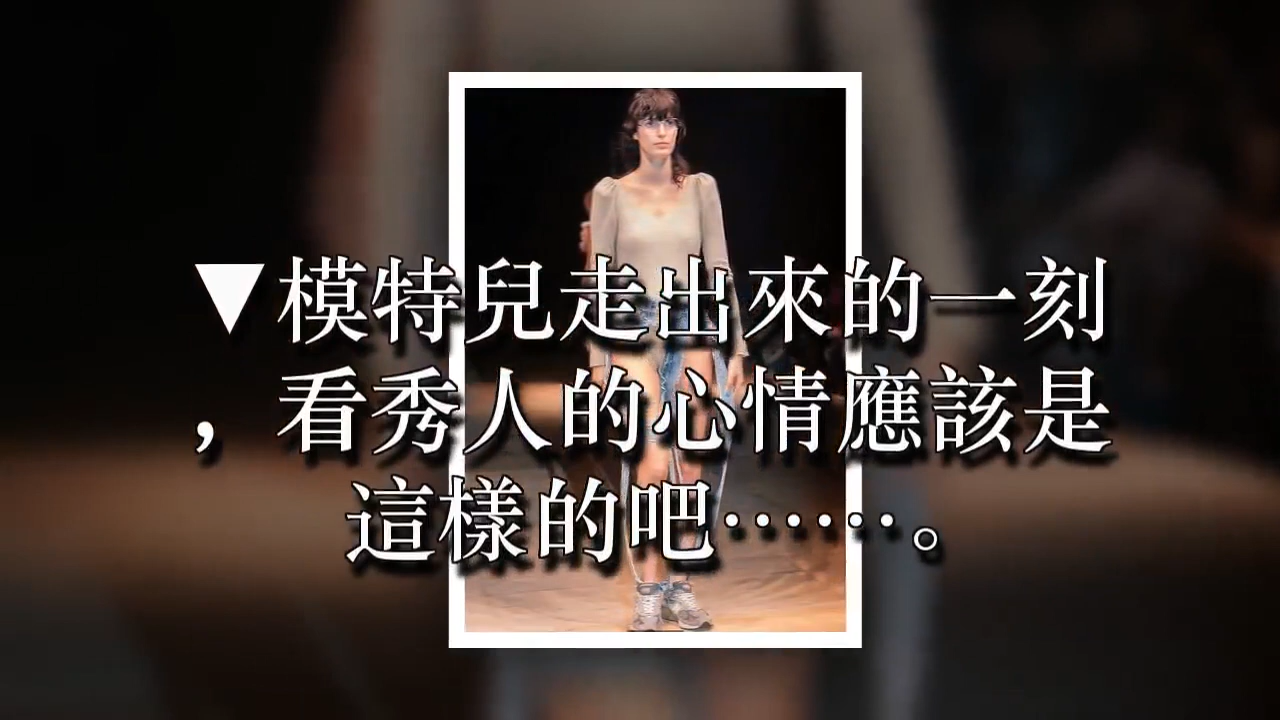 ▼模特兒走出來的一刻
，看秀人的心情應該是
這樣的吧⋯⋯。